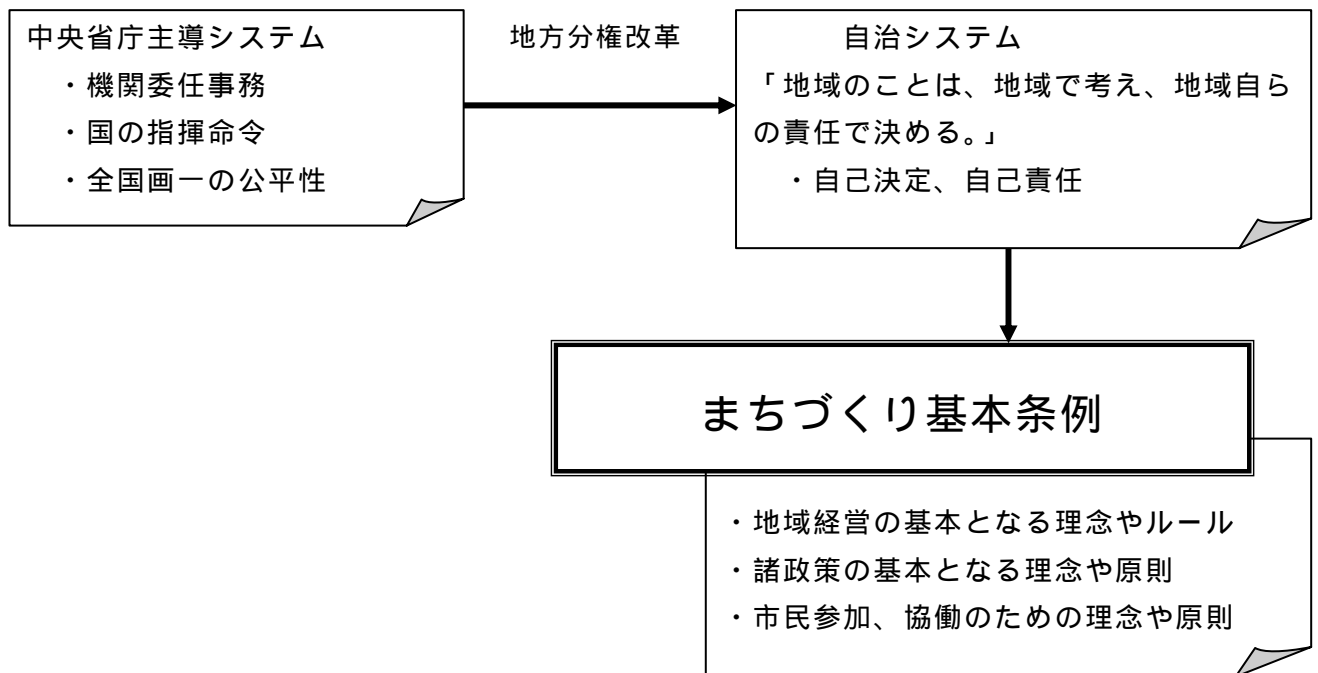 中央省庁主導システム
・機関委任事務
・国の指揮命令
・全国画一の公平性
地方分権改革
自治システム
「地域のことは、地域で考え、地域自ら
の責任で決める。」
・自己決定、自己責任
まちづくり基本条例
・地域経営の基本となる理念やルール
・諸政策の基本となる理念や原則
・市民参加、協働のための理念や原則